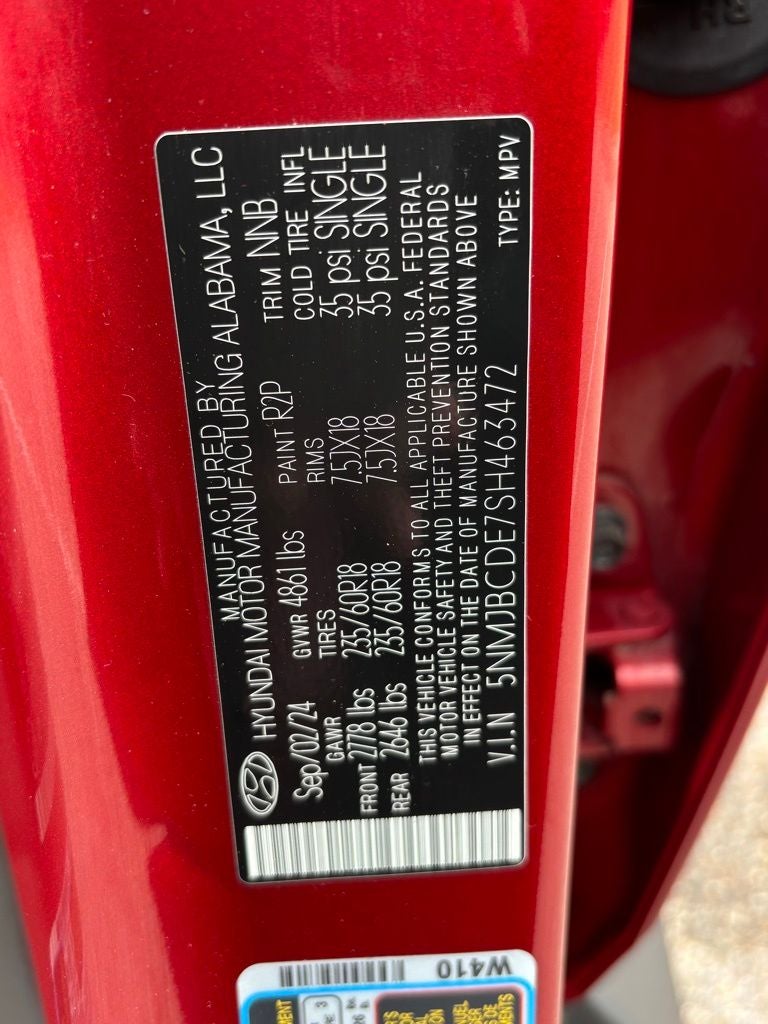 MANUFACTURED BY
HYUNDAI MOTOR MANUFACTURING ALABAMA, LLC
Sep/02/24 GVWR 4861 lbs PAINT R2P TRIM NNB
GAWR TIRES RIMS COLD TIRE INFL
FRONT 2778 lbs 235/60R18 7.5JX18 35 psi SINGLE
REAR 2646 lbs 235/60R18 7.5JX18 35 psi SINGLE
THIS VEHICLE CONFORMS TO ALL APPLICABLE U.S.A. FEDERAL
MOTOR VEHICLE SAFETY AND THEFT PREVENTION STANDARDS
IN EFFECT ON THE DATE OF MANUFACTURE SHOWN ABOVE
V.I.N 5NMJBCDE7SH463472 TYPE: MPV
W410
RH